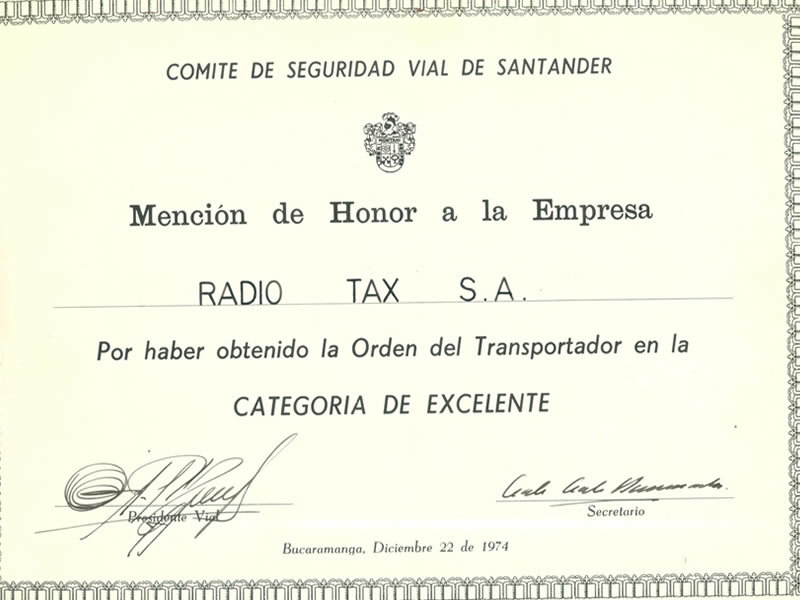 COMITE DE SEGURIDAD VIAL DE SANTANDER
Mención de Honor a la Empresa
RADIO TAX S.A.
Por haber obtenido la Orden del Transportador en la
CATEGORIA DE EXCELENTE
Presidente Vial
Secretario
Bucaramanga, Diciembre 22 de 1974